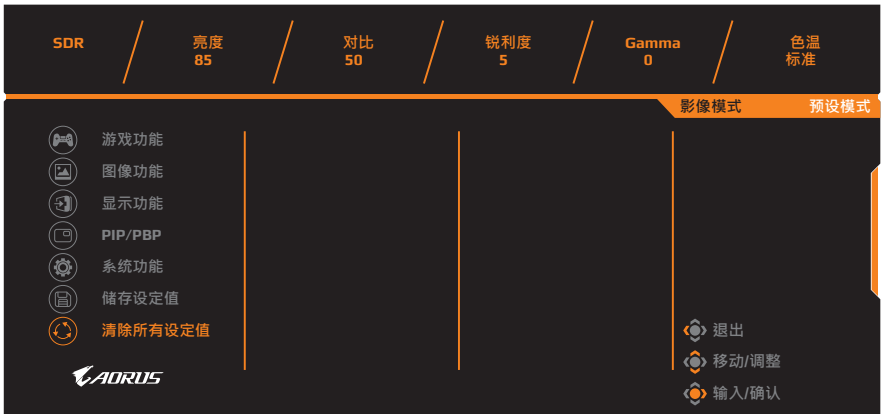 SDR
亮度
85
对比
50
锐利度
5
Gamma
0
色温
标准
影像模式
预设模式
游戏功能
图像功能
显示功能
PIP/PBP
系统功能
储存设定值
清除所有设定值
AORUS
退出
移动/调整
输入/确认